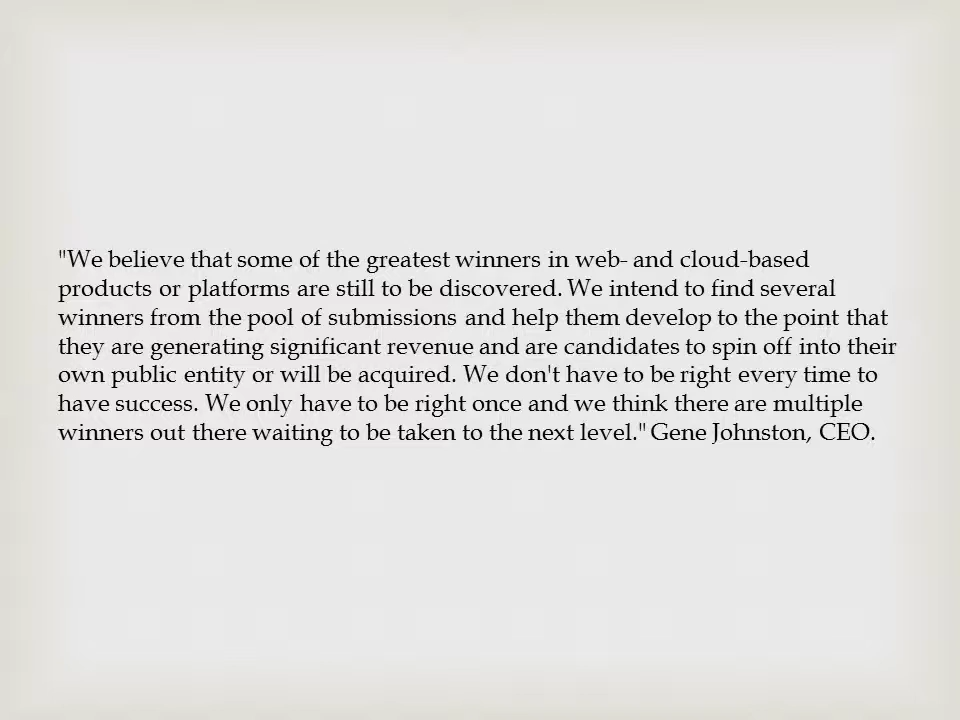 "We believe that some of the greatest winners in web- and cloud-based
products or platforms are still to be discovered. We intend to find several
winners from the pool of submissions and help them develop to the point that
they are generating significant revenue and are candidates to spin off into their
own public entity or will be acquired. We don't have to be right every time to
have success. We only have to be right once and we think there are multiple
winners out there waiting to be taken to the next level." Gene Johnston, CEO.